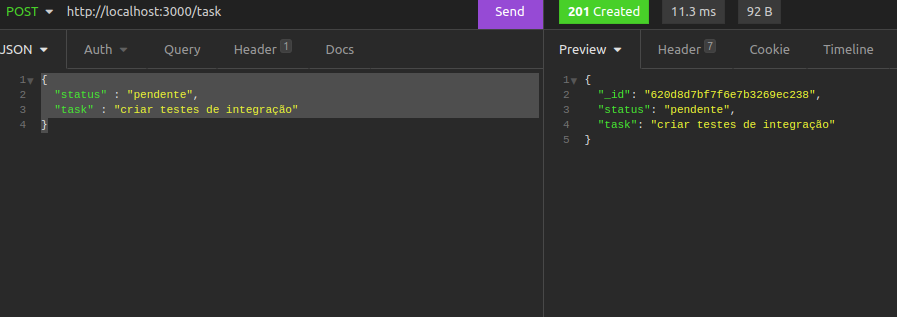 POST http://localhost:3000/task Send 201 Created 11.3 ms 92 B
JSON Auth Query Header 1 Docs Preview Header 7 Cookie Timeline
1 {
2 "status" : "pendente",
3 "task" : "criar testes de integração"
4 }
1 {
2 "_id": "620d8d7bf7f6e7b3269ec238",
3 "status": "pendente",
4 "task": "criar testes de integração"
5 }